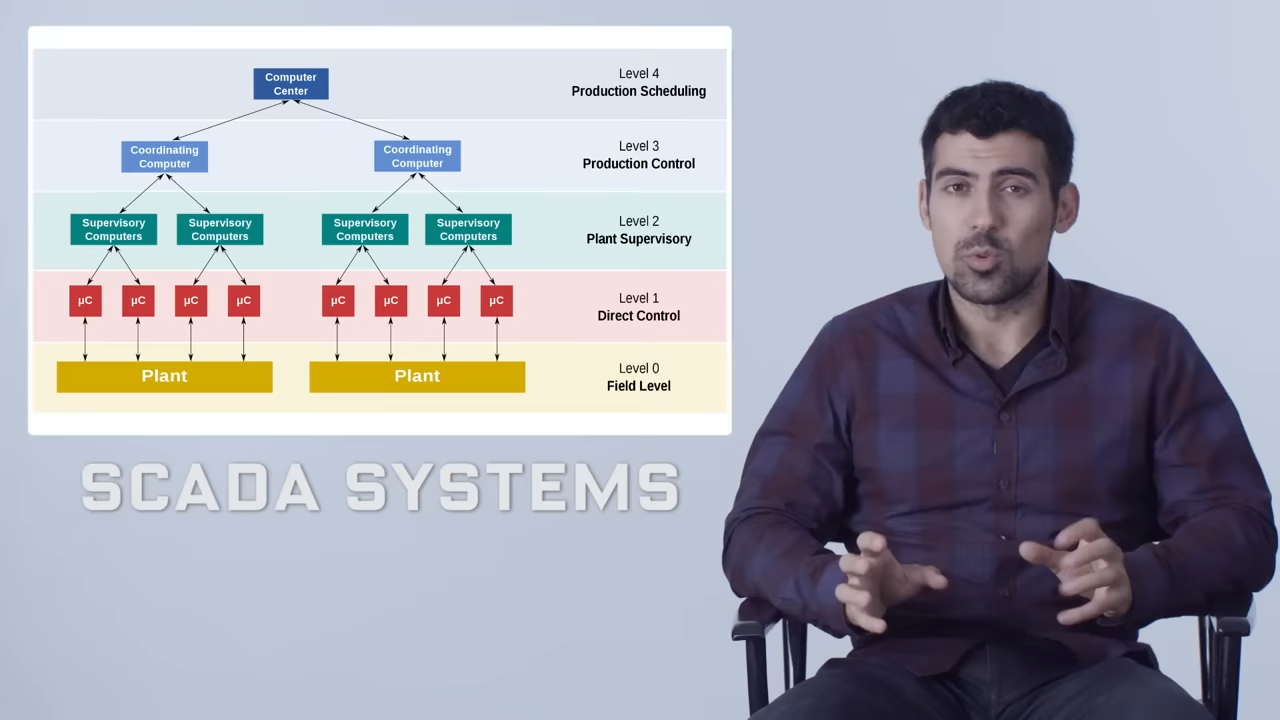 Computer
Center
Level 4
Production Scheduling
Coordinating
Computer
Coordinating
Computer
Level 3
Production Control
Supervisory
Computers
Supervisory
Computers
Supervisory
Computers
Supervisory
Computers
Level 2
Plant Supervisory
µC
µC
µC
µC
µC
µC
µC
µC
Level 1
Direct Control
Plant
Plant
Level 0
Field Level
SCADA SYSTEMS